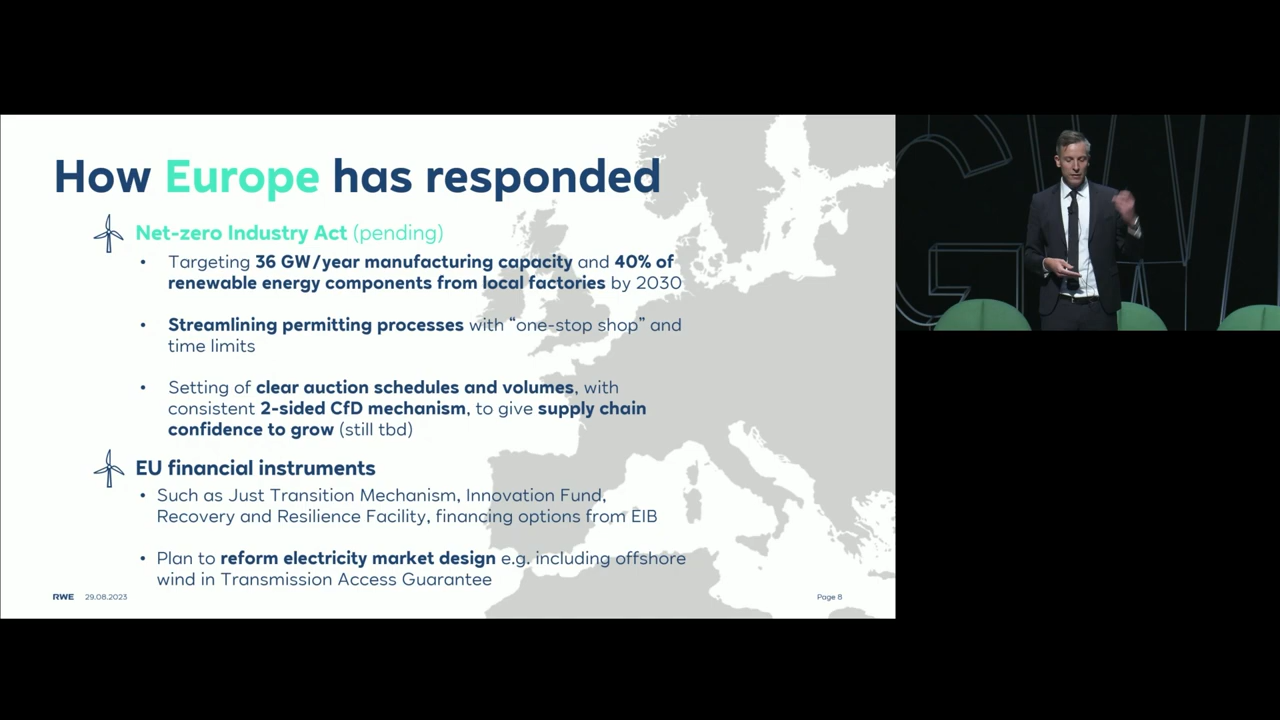 How Europe has responded
Net-zero Industry Act (pending)
• Targeting 36 GW/year manufacturing capacity and 40% of
renewable energy components from local factories by 2030
• Streamlining permitting processes with “one-stop shop” and
time limits
• Setting of clear auction schedules and volumes, with
consistent 2-sided CfD mechanism, to give supply chain
confidence to grow (still tbd)
EU financial instruments
• Such as Just Transition Mechanism, Innovation Fund,
Recovery and Resilience Facility, financing options from EIB
• Plan to reform electricity market design e.g. including offshore
wind in Transmission Access Guarantee
RWE 29.08.2023 Page 8